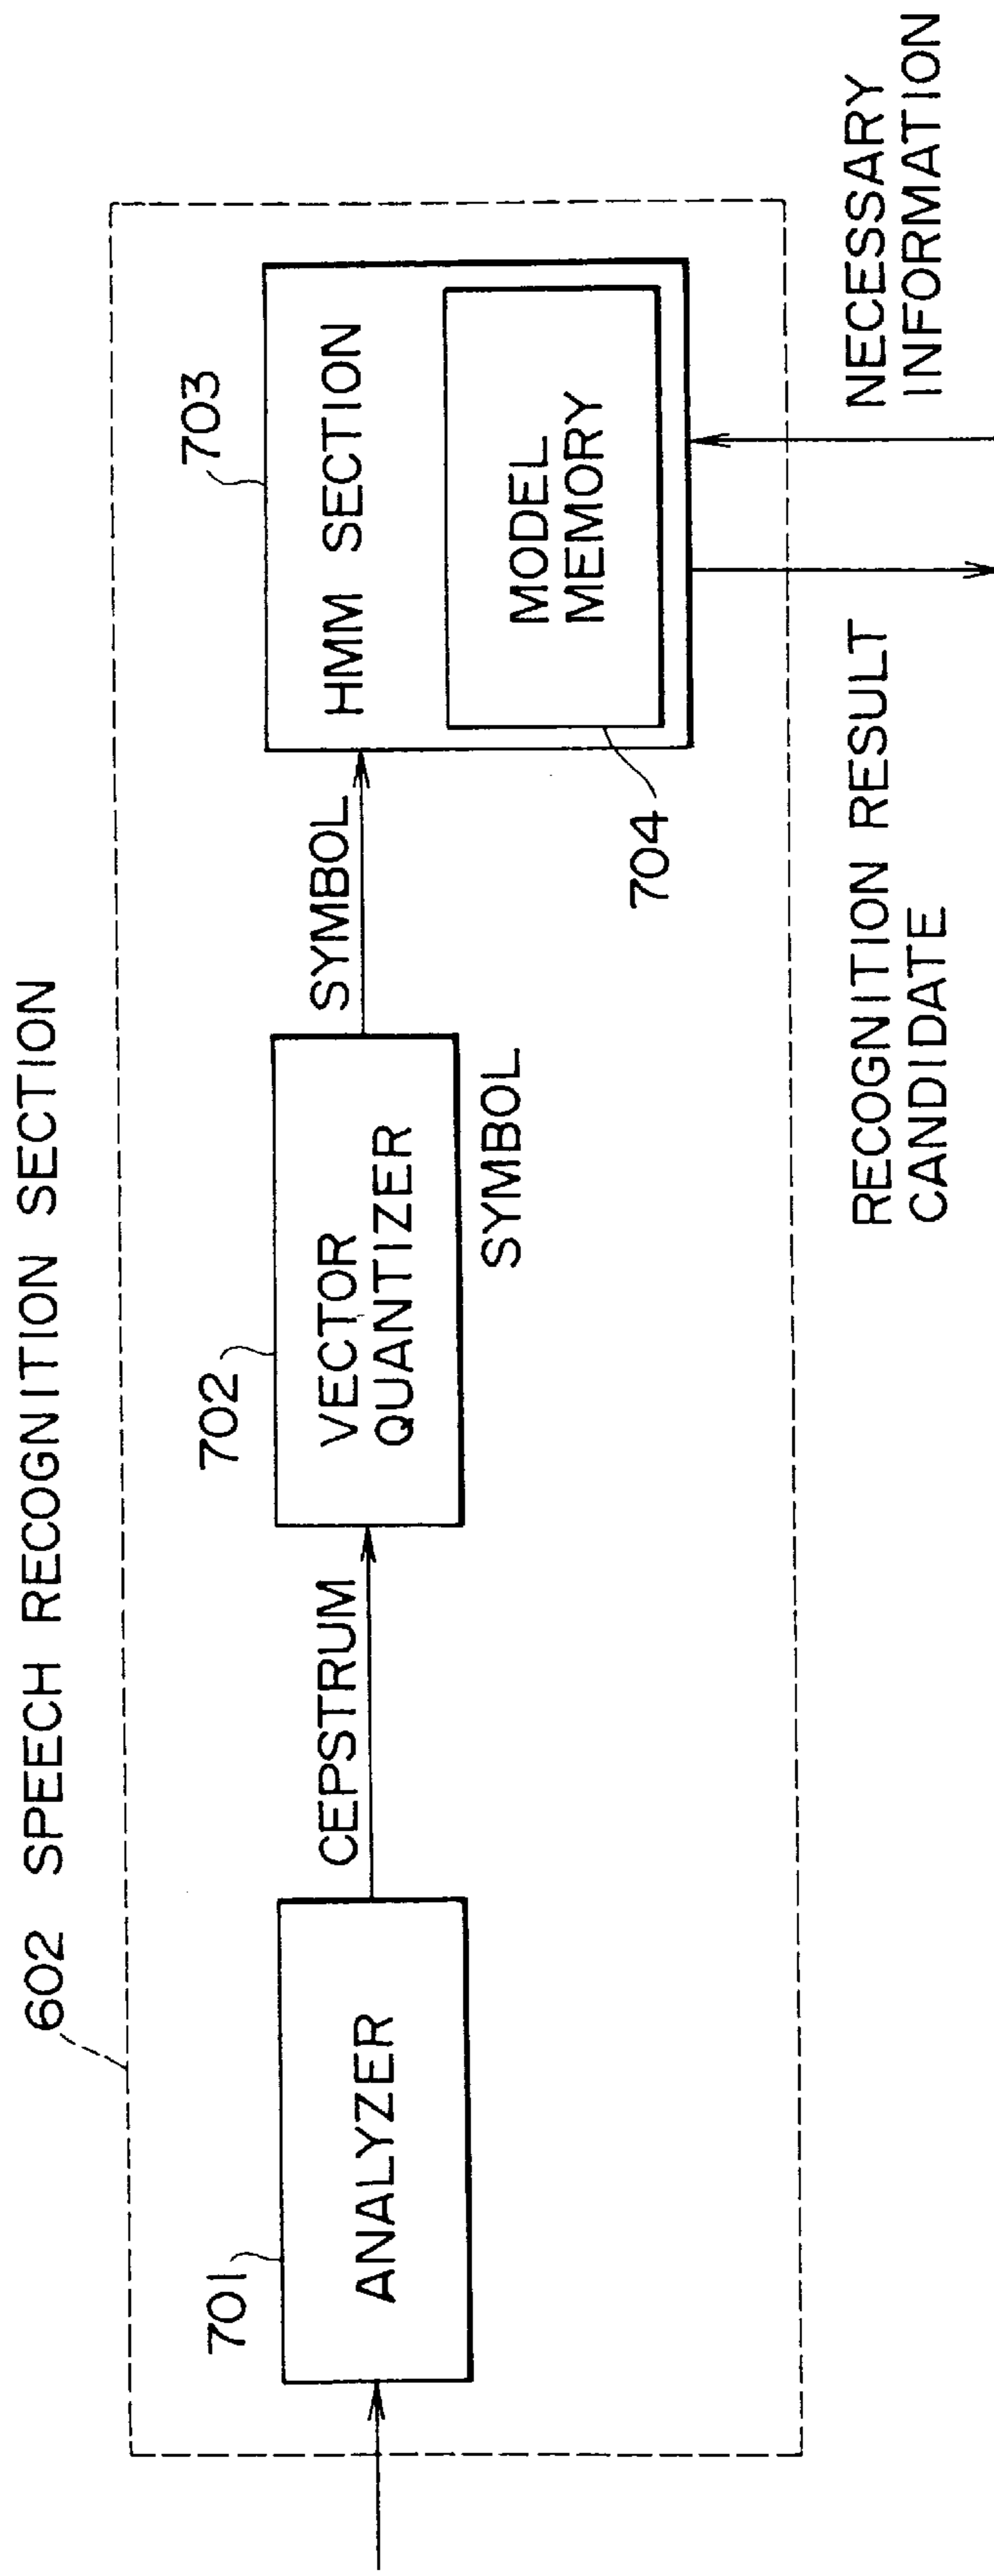 602 SPEECH RECOGNITION SECTION
701
ANALYZER
CEPSTRUM
702
VECTOR
QUANTIZER
SYMBOL
SYMBOL
703
HMM SECTION
MODEL
MEMORY
704
RECOGNITION RESULT
CANDIDATE
NECESSARY
INFORMATION